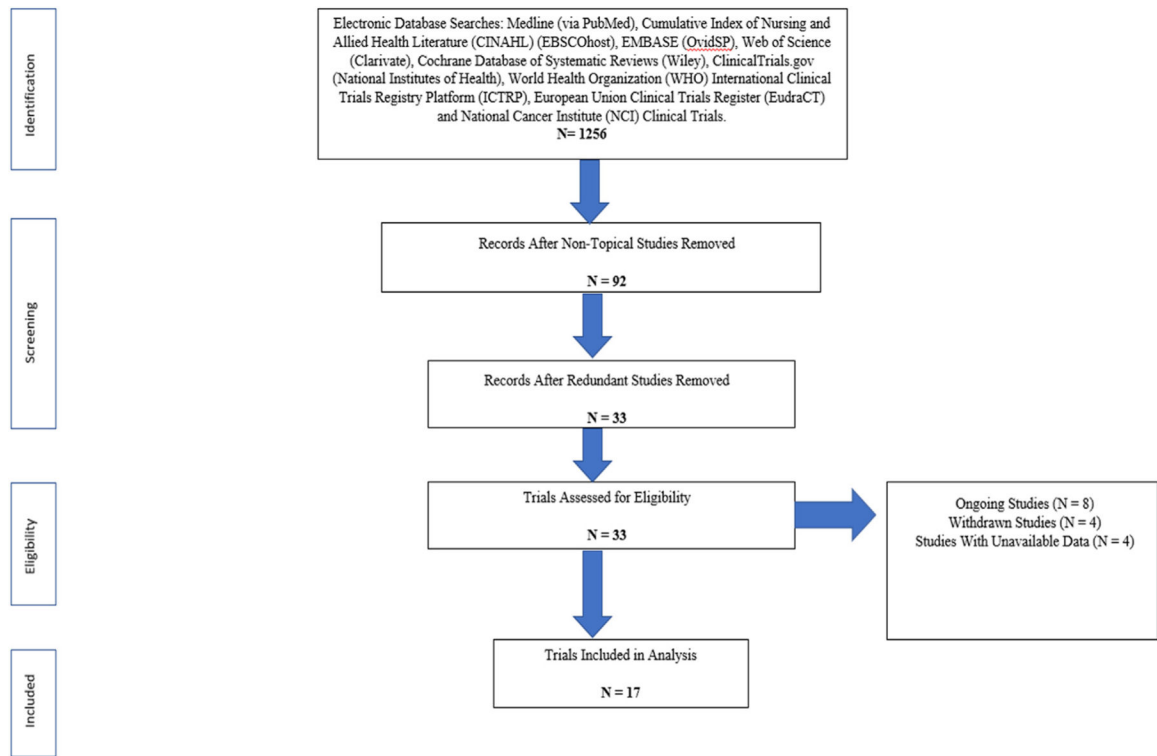 Identification
Electronic Database Searches: Medline (via PubMed), Cumulative Index of Nursing and
Allied Health Literature (CINAHL) (EBSCOhost), EMBASE (OvidSP), Web of Science
(Clarivate), Cochrane Database of Systematic Reviews (Wiley), ClinicalTrials.gov
(National Institutes of Health), World Health Organization (WHO) International Clinical
Trials Registry Platform (ICTRP), European Union Clinical Trials Register (EudraCT)
and National Cancer Institute (NCI) Clinical Trials.
N= 1256
Screening
Records After Non-Topical Studies Removed
N = 92
Records After Redundant Studies Removed
N = 33
Eligibility
Trials Assessed for Eligibility
N = 33
Ongoing Studies (N = 8)
Withdrawn Studies (N = 4)
Studies With Unavailable Data (N = 4)
Included
Trials Included in Analysis
N = 17